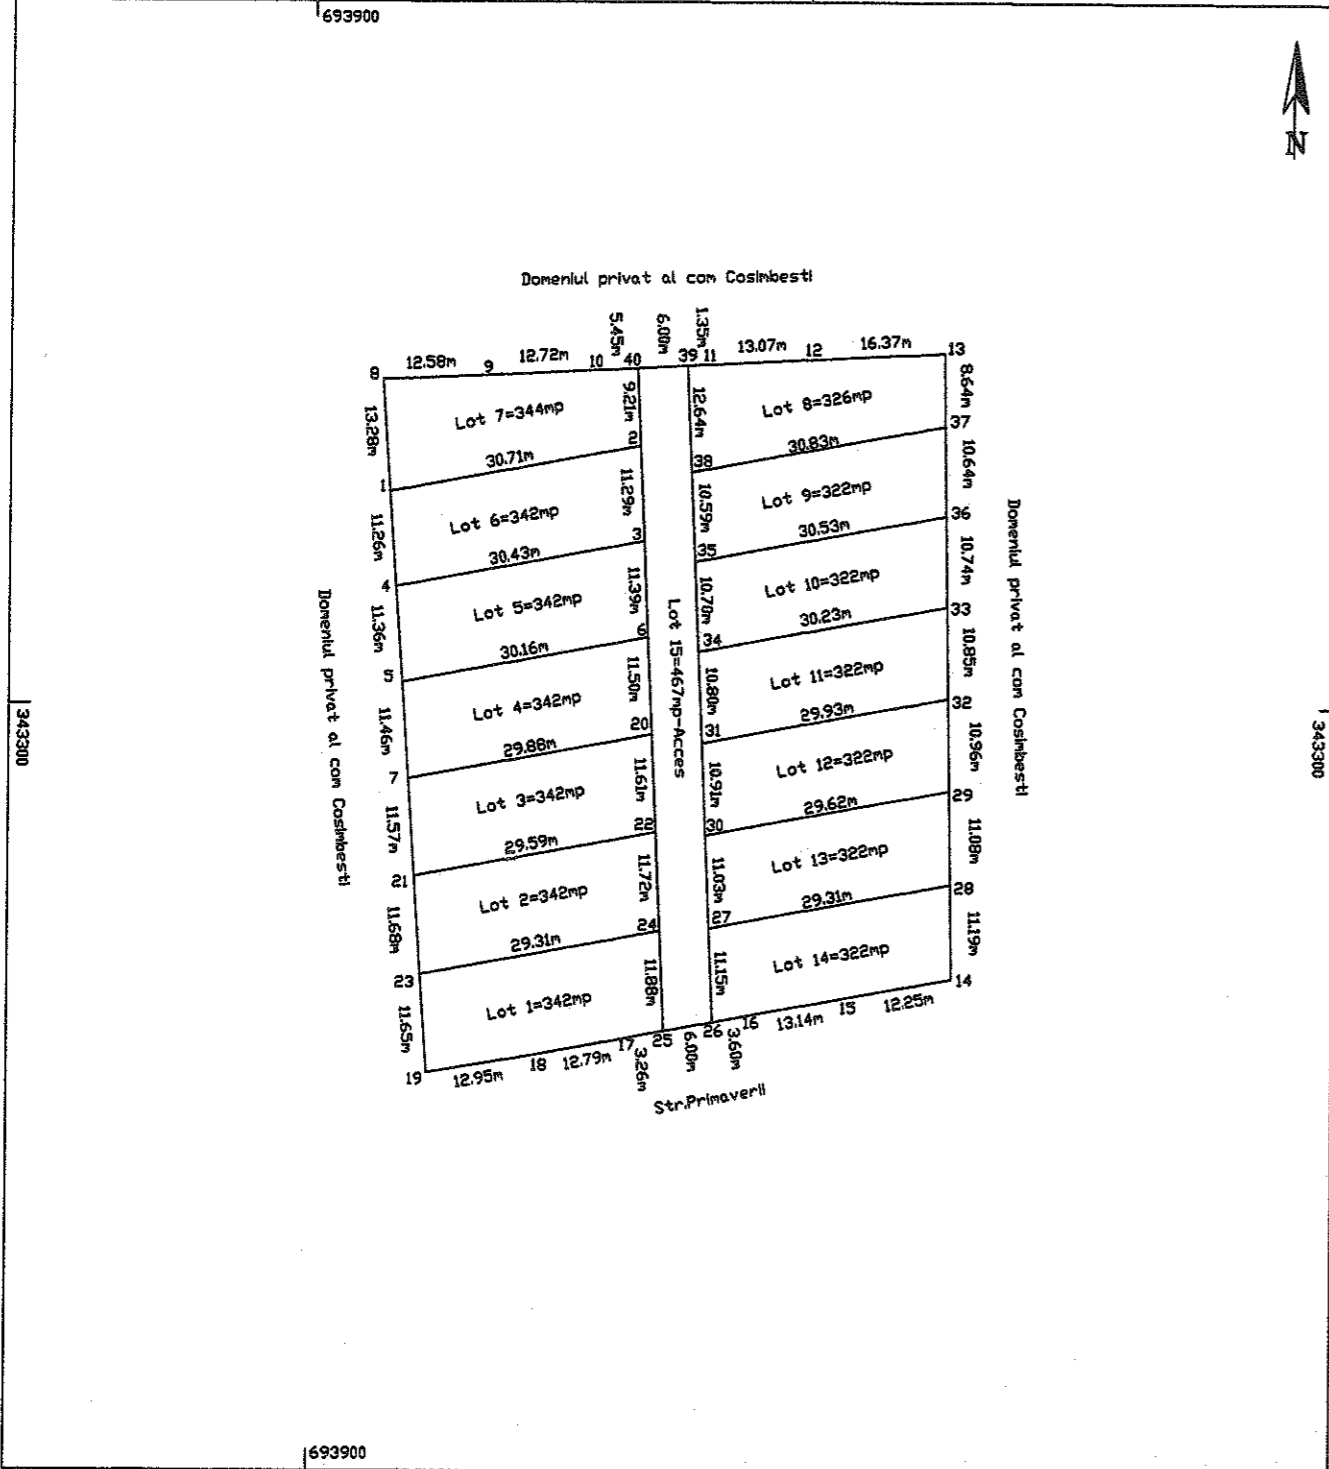 693900
N
Domeniul privat al com Cosimbesti
5.45m
6.00m
1.35m
8
12.58m
9
12.72m
10
40
39
11
13.07m
12
16.37m
13
13.28m
Lot 7=344mp
9.21m
2
12.64m
Lot 8=326mp
8.64m
37
1
30.71m
38
30.83m
11.26m
Lot 6=342mp
11.29m
3
10.59m
Lot 9=322mp
10.64m
36
4
30.43m
35
30.53m
11.36m
Lot 5=342mp
11.39m
6
10.70m
Lot 10=322mp
10.74m
33
5
30.16m
34
30.23m
11.46m
Lot 4=342mp
11.50m
20
10.80m
Lot 11=322mp
10.85m
32
7
29.88m
31
29.93m
11.57m
Lot 3=342mp
11.61m
22
10.91m
Lot 12=322mp
10.96m
29
21
29.59m
30
29.62m
11.68m
Lot 2=342mp
11.72m
24
11.03m
Lot 13=322mp
11.08m
28
23
29.31m
27
29.31m
11.65m
Lot 1=342mp
11.88m
11.15m
Lot 14=322mp
11.19m
14
19
12.95m
18
12.79m
17
3.26m
25
6.00m
26
3.60m
16
13.14m
15
12.25m
Lot 15=467mp-Acces
Domeniul privat al com Cosimbesti
Domeniul privat al com Cosimbesti
Str.Primaverii
343300
343300
693900